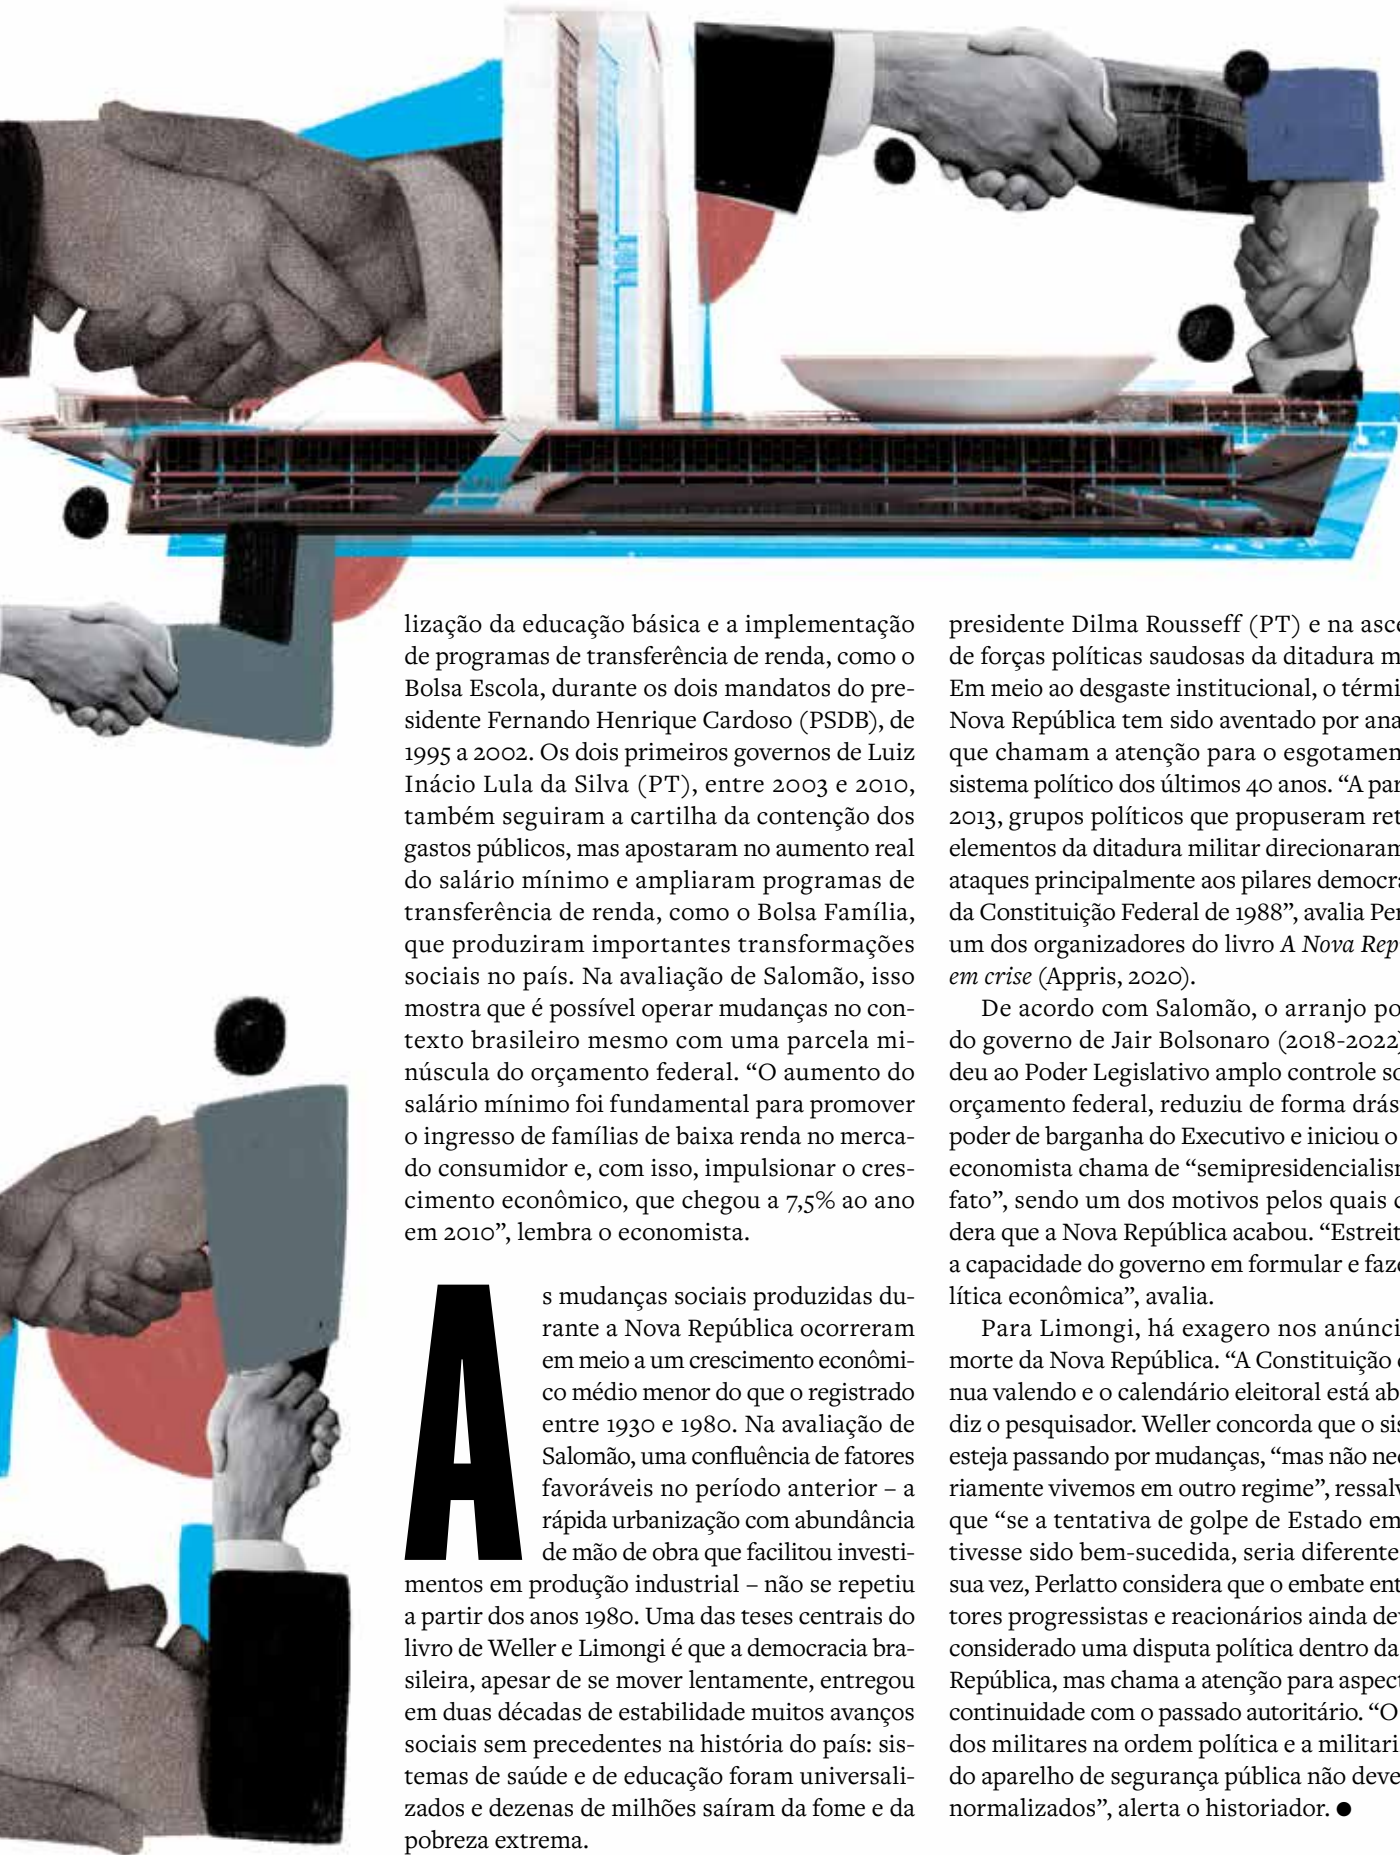 lização da educação básica e a implementação
de programas de transferência de renda, como o
Bolsa Escola, durante os dois mandatos do pre-
sidente Fernando Henrique Cardoso (PSDB), de
1995 a 2002. Os dois primeiros governos de Luiz
Inácio Lula da Silva (PT), entre 2003 e 2010,
também seguiram a cartilha da contenção dos
gastos públicos, mas apostaram no aumento real
do salário mínimo e ampliaram programas de
transferência de renda, como o Bolsa Família,
que produziram importantes transformações
sociais no país. Na avaliação de Salomão, isso
mostra que é possível operar mudanças no con-
texto brasileiro mesmo com uma parcela mi-
núscula do orçamento federal. “O aumento do
salário mínimo foi fundamental para promover
o ingresso de famílias de baixa renda no merca-
do consumidor e, com isso, impulsionar o cres-
cimento econômico, que chegou a 7,5% ao ano
em 2010”, lembra o economista.
As mudanças sociais produzidas du-
rante a Nova República ocorreram
em meio a um crescimento econômi-
co médio menor do que o registrado
entre 1930 e 1980. Na avaliação de
Salomão, uma confluência de fatores
favoráveis no período anterior – a
rápida urbanização com abundância
de mão de obra que facilitou investi-
mentos em produção industrial – não se repetiu
a partir dos anos 1980. Uma das teses centrais do
livro de Weller e Limongi é que a democracia bra-
sileira, apesar de se mover lentamente, entregou
em duas décadas de estabilidade muitos avanços
sociais sem precedentes na história do país: sis-
temas de saúde e de educação foram universali-
zados e dezenas de milhões saíram da fome e da
pobreza extrema.
presidente Dilma Rousseff (PT) e na asce
de forças políticas saudosas da ditadura m
Em meio ao desgaste institucional, o térmi
Nova República tem sido aventado por ana
que chamam a atenção para o esgotamen
sistema político dos últimos 40 anos. “A par
2013, grupos políticos que propuseram ret
elementos da ditadura militar direcionaram
ataques principalmente aos pilares democra
da Constituição Federal de 1988”, avalia Per
um dos organizadores do livro A Nova Rep
em crise (Appris, 2020).
De acordo com Salomão, o arranjo po
do governo de Jair Bolsonaro (2018-2022)
deu ao Poder Legislativo amplo controle so
orçamento federal, reduziu de forma drás
poder de barganha do Executivo e iniciou o
economista chama de “semipresidencialism
fato”, sendo um dos motivos pelos quais c
dera que a Nova República acabou. “Estreit
a capacidade do governo em formular e faze
lítica econômica”, avalia.
Para Limongi, há exagero nos anúnci
morte da Nova República. “A Constituição c
nua valendo e o calendário eleitoral está ab
diz o pesquisador. Weller concorda que o sis
esteja passando por mudanças, “mas não nec
riamente vivemos em outro regime”, ressalv
que “se a tentativa de golpe de Estado em
tivesse sido bem-sucedida, seria diferente
sua vez, Perlatto considera que o embate ent
tores progressistas e reacionários ainda dev
considerado uma disputa política dentro da
República, mas chama a atenção para aspect
continuidade com o passado autoritário. “O
dos militares na ordem política e a militari
do aparelho de segurança pública não deve
normalizados”, alerta o historiador. ●